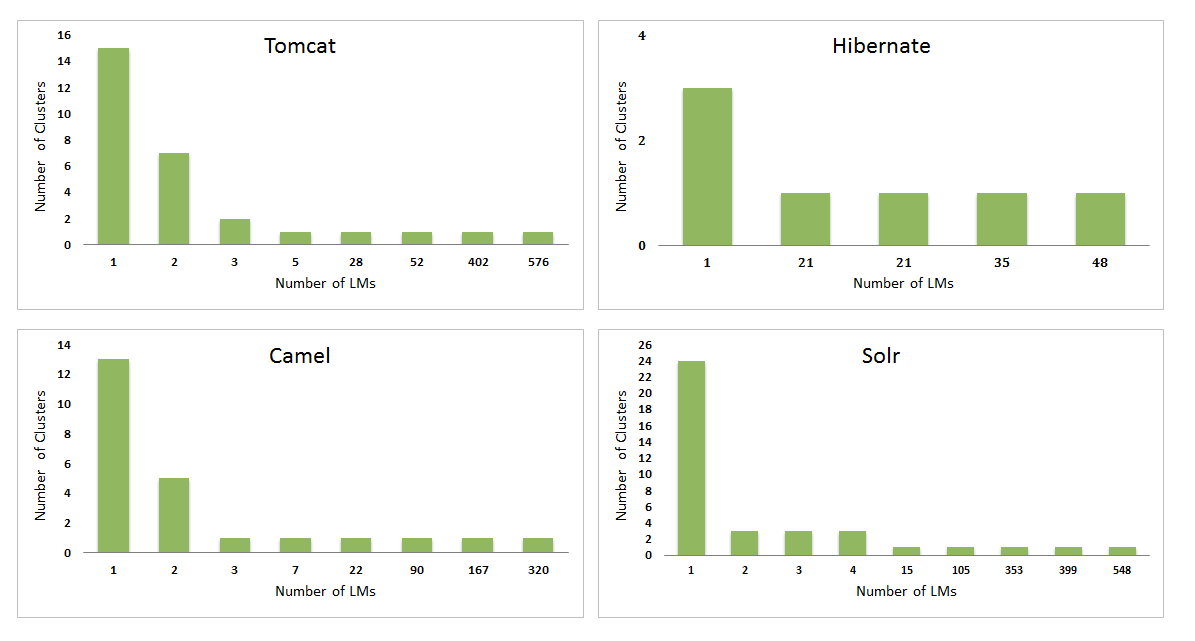 Tomcat
Number of Clusters
16
14
12
10
8
6
4
2
0
1 2 3 5 28 52 402 576
Number of LMs
Hibernate
Number of Clusters
4
2
0
1 21 21 35 48
Number of LMs
Camel
Number of Clusters
14
12
10
8
6
4
2
0
1 2 3 7 22 90 167 320
Number of LMs
Solr
Number of Clusters
26
24
22
20
18
16
14
12
10
8
6
4
2
0
1 2 3 4 15 105 353 399 548
Number of LMs